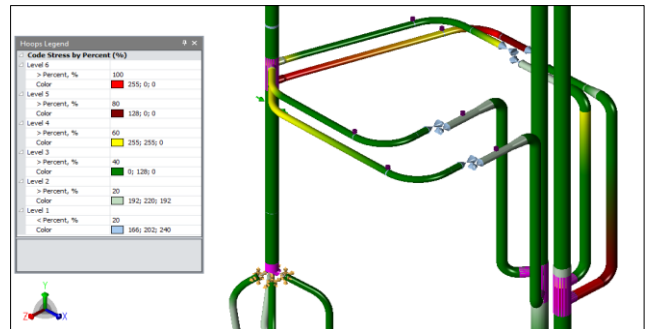 Hoops Legend
Code Stress by Percent (%)
Level 6
> Percent, % 100
Color 255; 0; 0
Level 5
> Percent, % 80
Color 128; 0; 0
Level 4
> Percent, % 60
Color 255; 255; 0
Level 3
> Percent, % 40
Color 0; 128; 0
Level 2
> Percent, % 20
Color 192; 220; 192
Level 1
< Percent, % 20
Color 166; 202; 240
Y
Z X